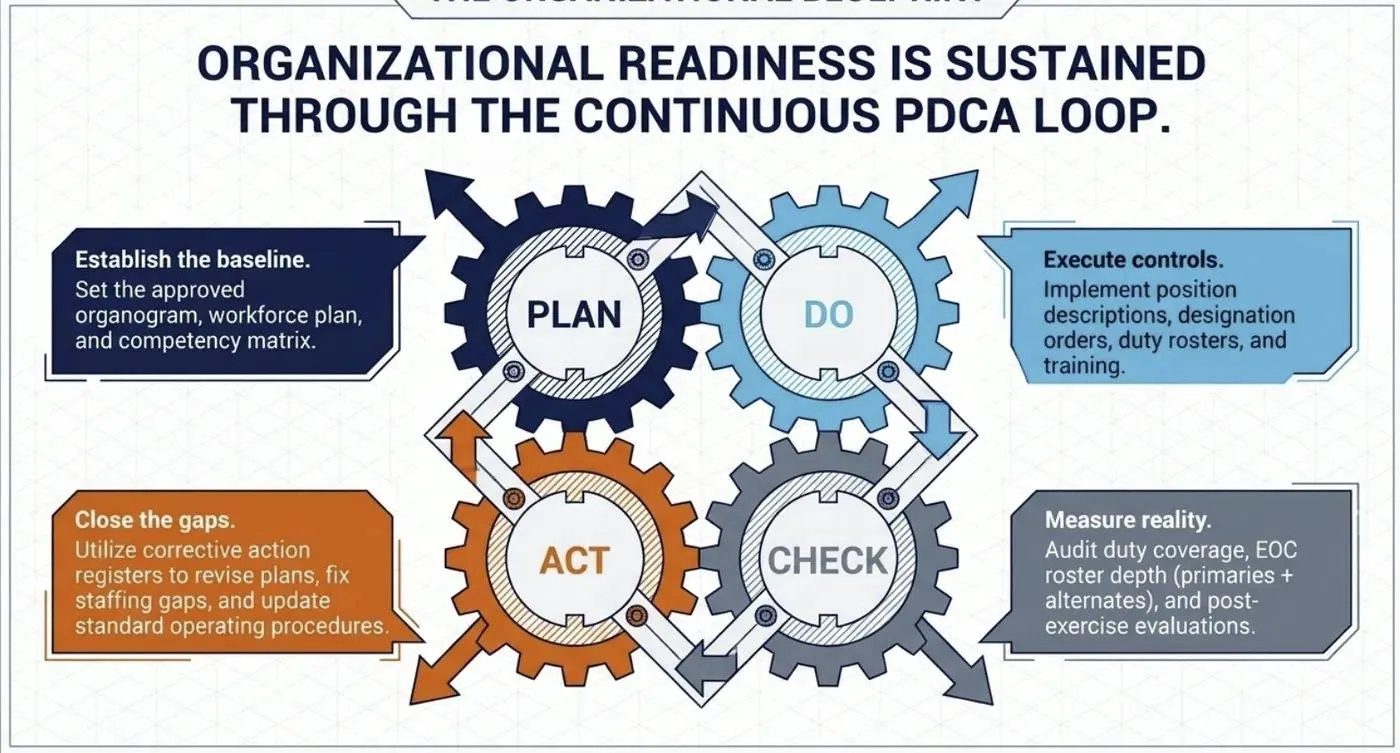 THE ORGANIZATIONAL BLUEPRINT
ORGANIZATIONAL READINESS IS SUSTAINED
THROUGH THE CONTINUOUS PDCA LOOP.
Establish the baseline.
Set the approved
organogram, workforce plan,
and competency matrix.
PLAN
DO
Execute controls.
Implement position
descriptions, designation
orders, duty rosters, and
training.
Close the gaps.
Utilize corrective action
registers to revise plans, fix
staffing gaps, and update
standard operating procedures.
ACT
CHECK
Measure reality.
Audit duty coverage, EOC
roster depth (primaries +
alternates), and post-
exercise evaluations.